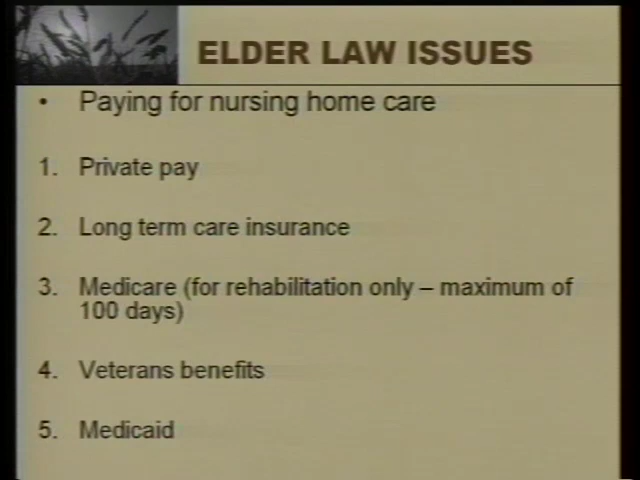 ELDER LAW ISSUES
• Paying for nursing home care
1. Private pay
2. Long term care insurance
3. Medicare (for rehabilitation only – maximum of
100 days)
4. Veterans benefits
5. Medicaid